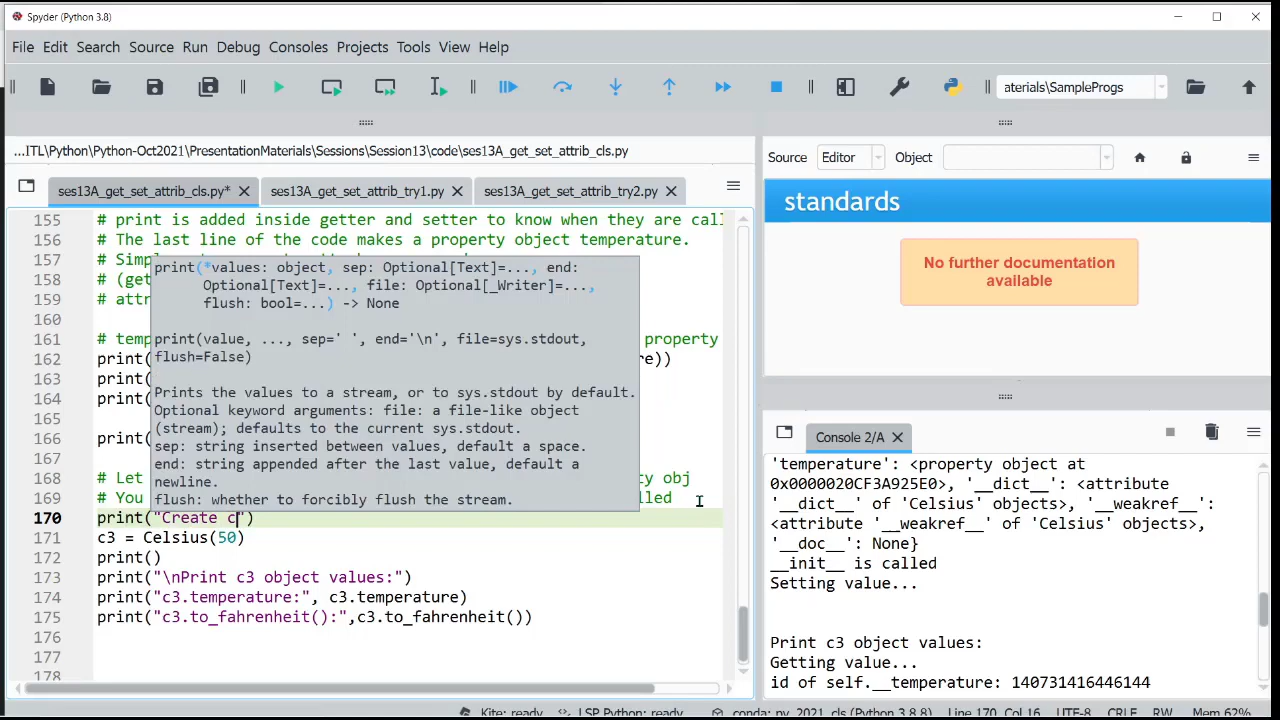 Spyder (Python 3.8)
File Edit Search Source Run Debug Consoles Projects Tools View Help
aterials\SampleProgs
...ITL\Python\Python-Oct2021\PresentationMaterials\Sessions\Session13\code\ses13A_get_set_attrib_cls.py
ses13A_get_set_attrib_cls.py* ses13A_get_set_attrib_try1.py ses13A_get_set_attrib_try2.py
155 # print is added inside getter and setter to know when they are call
156 # The last line of the code makes a property object temperature.
157 # Simpl
158 # (get
159 # attr
160
161 # temp property
162 print( re))
163 print(
164 print(
165
166 print(
167
168 # Let ty obj
169 # You lled
170 print("Create c")
171 c3 = Celsius(50)
172 print()
173 print("\nPrint c3 object values:")
174 print("c3.temperature:", c3.temperature)
175 print("c3.to_fahrenheit():",c3.to_fahrenheit())
176
177
178
print(*values: object, sep: Optional[Text]=..., end:
Optional[Text]=..., file: Optional[_Writer]=...,
flush: bool=...) -> None
print(value, ..., sep=' ', end='\n', file=sys.stdout,
flush=False)
Prints the values to a stream, or to sys.stdout by default.
Optional keyword arguments: file: a file-like object
(stream); defaults to the current sys.stdout.
sep: string inserted between values, default a space.
end: string appended after the last value, default a
newline.
flush: whether to forcibly flush the stream.
Source Editor Object
standards
No further documentation
available
Console 2/A
'temperature': <property object at
0x0000020CF3A925E0>, '__dict__': <attribute
'__dict__' of 'Celsius' objects>, '__weakref__':
<attribute '__weakref__' of 'Celsius' objects>,
'__doc__': None}
__init__ is called
Setting value...
Print c3 object values:
Getting value...
id of self.__temperature: 140731416446144
Kite: ready LSP Python: ready conda: py_2021_cls (Python 3.8.8) Line 170, Col 16 UTF-8 CRLF RW Mem 62%